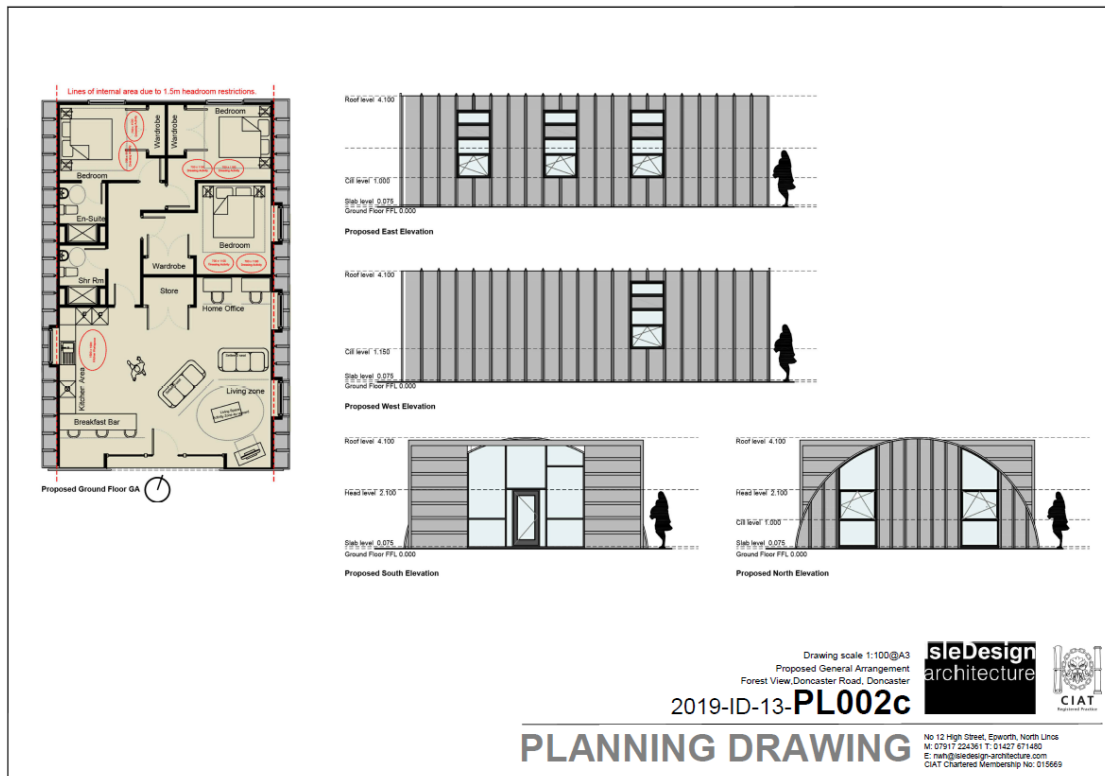 Lines of internal area due to 1.5m headroom restrictions.
Bedroom
Wardrobe
Wardrobe
Bedroom
En-Suite
Bedroom
Wardrobe
Shr Rm
Store
Home Office
Kitchen Area
Living zone
Breakfast Bar
Proposed Ground Floor GA
Roof level 4.100
Cill level 1.000
Slab level 0.075
Ground Floor FFL 0.000
Proposed East Elevation
Roof level 4.100
Cill level 1.150
Slab level 0.075
Ground Floor FFL 0.000
Proposed West Elevation
Roof level 4.100
Head level 2.100
Slab level 0.075
Ground Floor FFL 0.000
Proposed South Elevation
Roof level 4.100
Head level 2.100
Cill level 1.000
Slab level 0.075
Ground Floor FFL 0.000
Proposed North Elevation
Drawing scale 1:100@A3
Proposed General Arrangement
Forest View,Doncaster Road, Doncaster
2019-ID-13-PL002c
IsleDesign
architecture
CIAT
Registered Practice
PLANNING DRAWING
No 12 High Street, Epworth, North Lincs
M: 07917 224361 T: 01427 671480
E: nwh@isledesign-architecture.com
CIAT Chartered Membership No: 015669